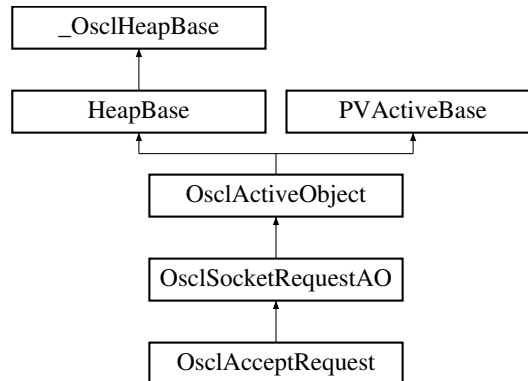 _OsclHeapBase
HeapBase
PVActiveBase
OsclActiveObject
OsclSocketRequestAO
OsclAcceptRequest